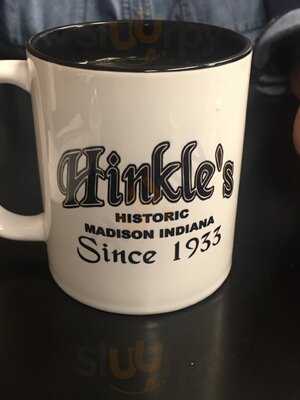 Hinkle's
HISTORIC
MADISON INDIANA
Since 1933